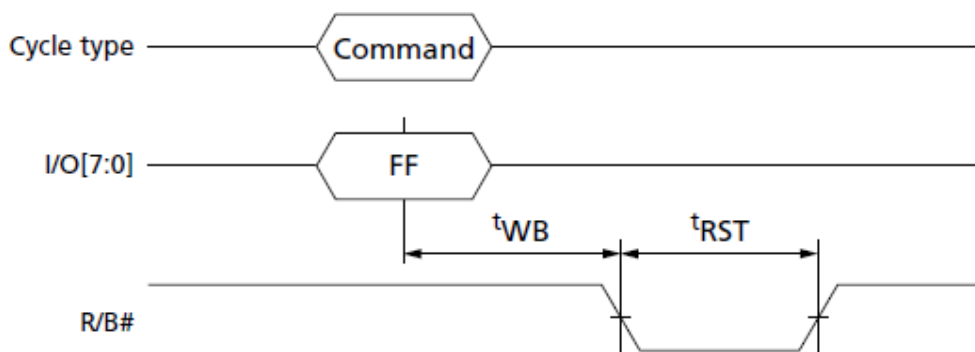 Cycle type
Command
I/O[7:0]
FF
tWB
tRST
R/B#